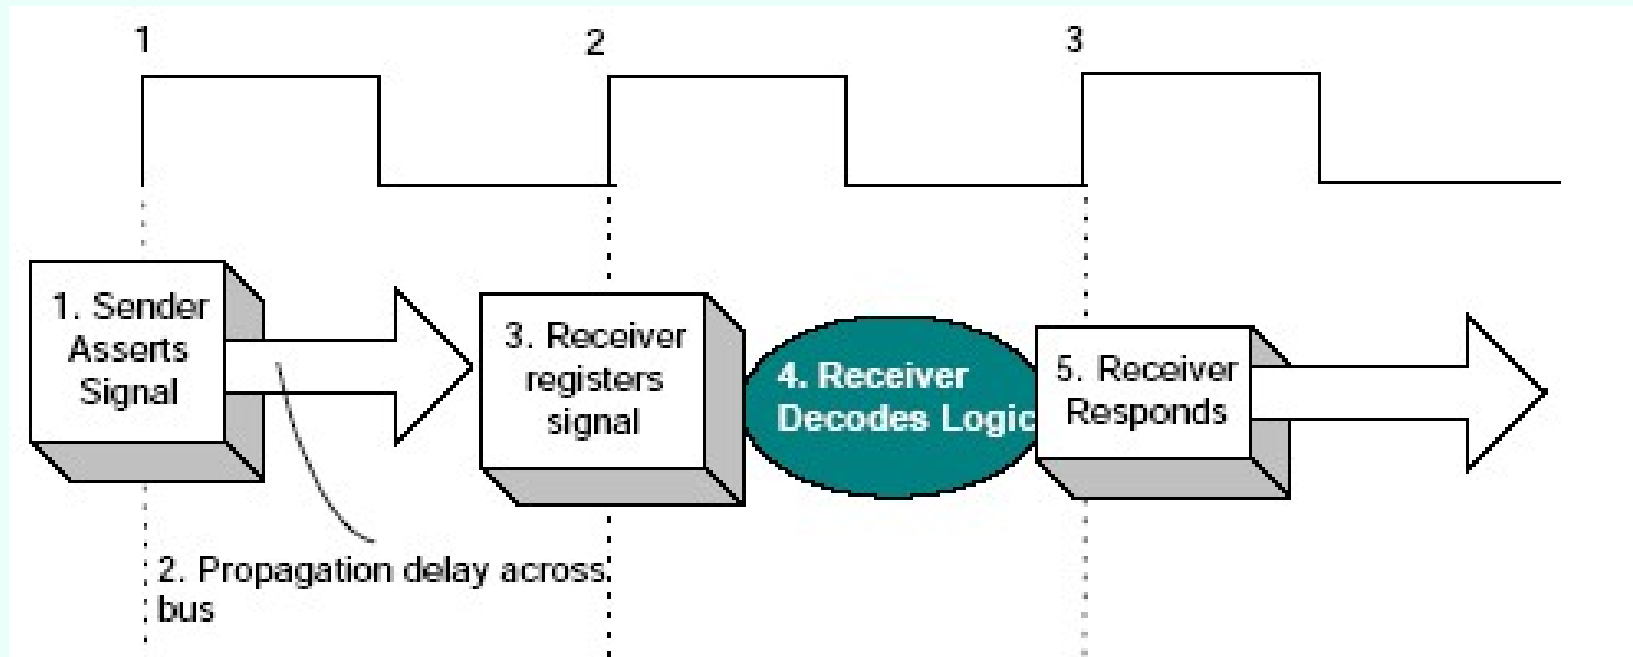 1
2
3
1. Sender
Asserts
Signal
3. Receiver
registers
signal
4. Receiver
Decodes Logic
5. Receiver
Responds
2. Propagation delay across
bus